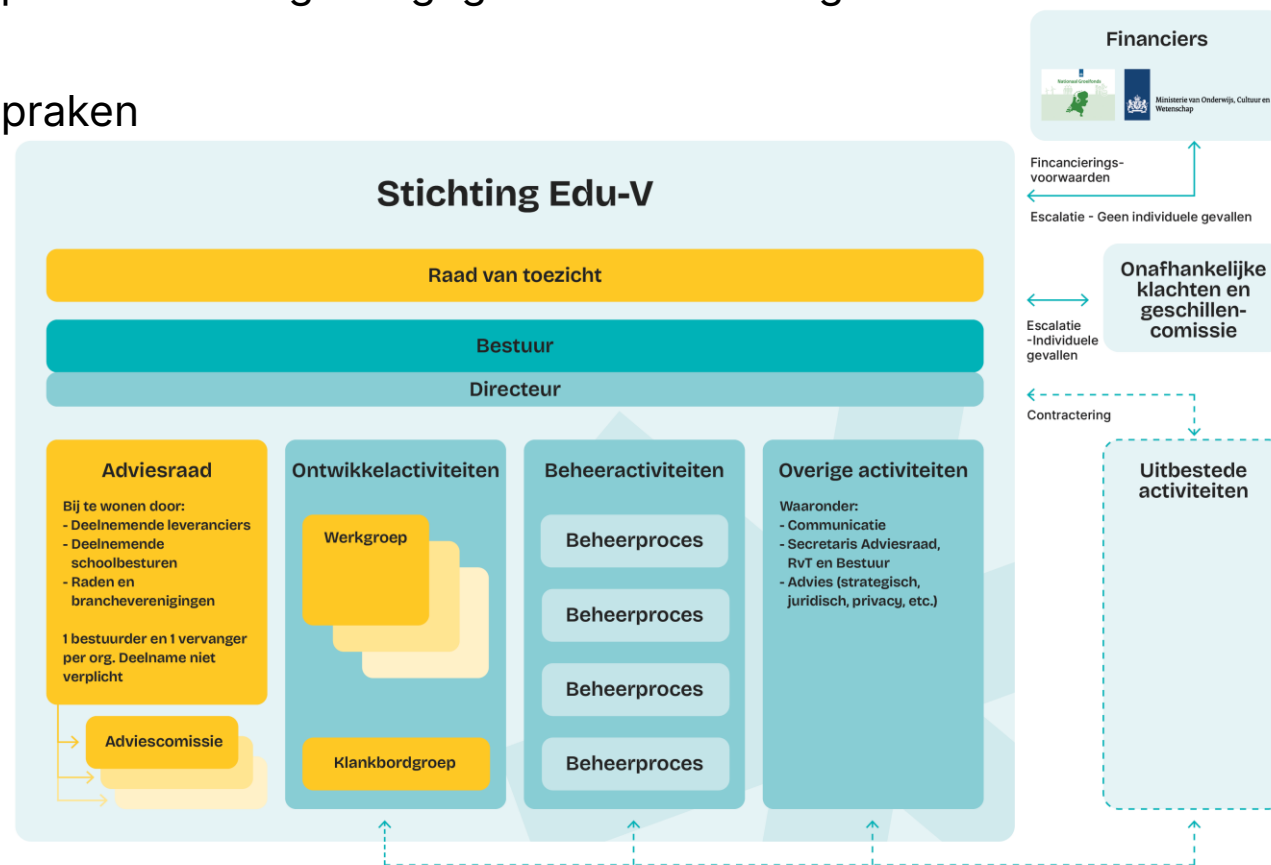 praken
Stichting Edu-V
Raad van toezicht
Bestuur
Directeur
Adviesraad
Bij te wonen door:
- Deelnemende leveranciers
- Deelnemende
schoolbesturen
- Raden en
brancheverenigingen
1 bestuurder en 1 vervanger
per org. Deelname niet
verplicht
Adviescomissie
Ontwikkelactiviteiten
Werkgroep
Klankbordgroep
Beheeractiviteiten
Beheerproces
Beheerproces
Beheerproces
Beheerproces
Overige activiteiten
Waaronder:
- Communicatie
- Secretaris Adviesraad,
RvT en Bestuur
- Advies (strategisch,
juridisch, privacy, etc.)
Financiers
Nationaal Groeifonds
Ministerie van Onderwijs, Cultuur en
Wetenschap
Fincancierings-
voorwaarden
Escalatie - Geen individuele gevallen
Onafhankelijke
klachten en
geschillen-
comissie
Escalatie
-Individuele
gevallen
Contractering
Uitbestede
activiteiten